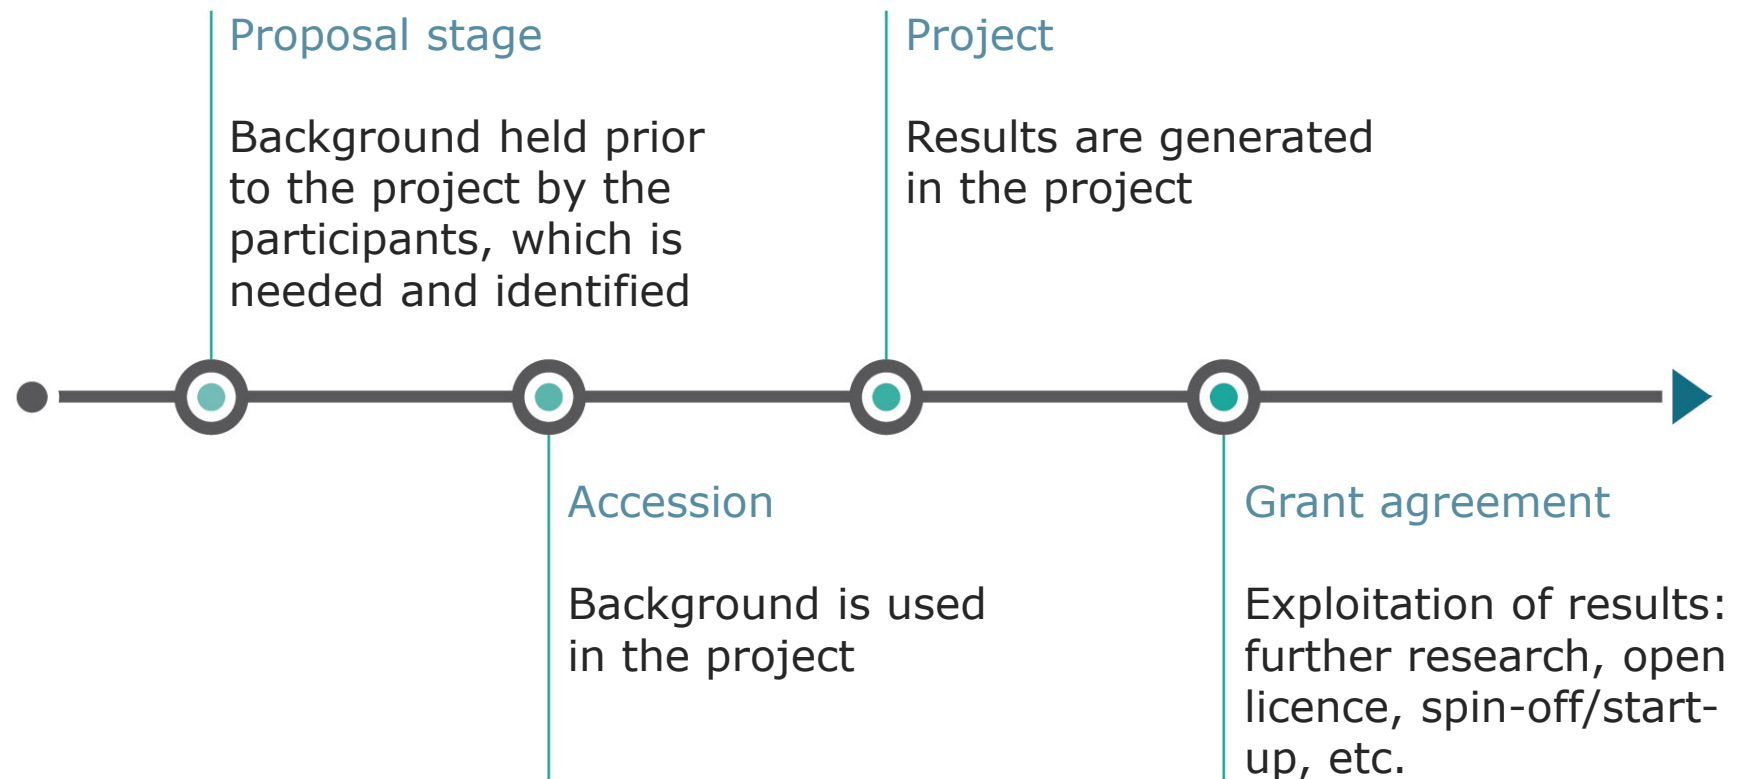 Proposal stage
Background held prior
to the project by the
participants, which is
needed and identified
Accession
Background is used
in the project
Project
Results are generated
in the project
Grant agreement
Exploitation of results:
further research, open
licence, spin-off/start-
up, etc.